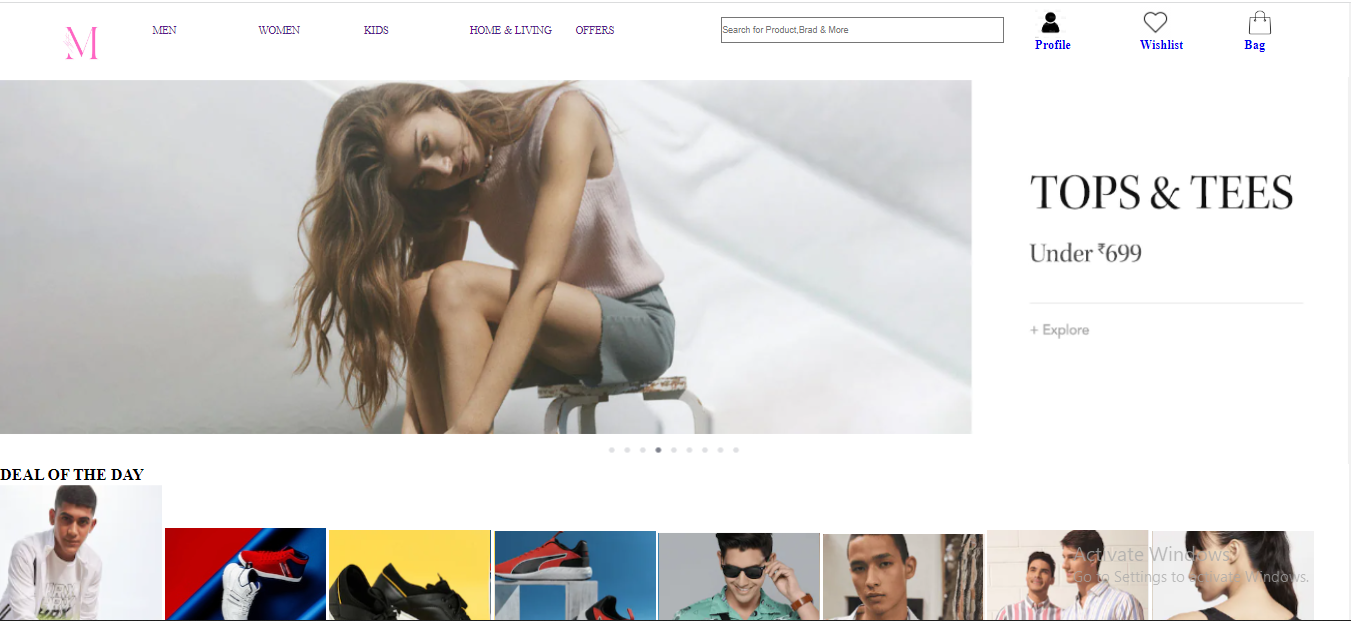 M
MEN WOMEN KIDS HOME & LIVING OFFERS
Search for Product,Brad & More
Profile Wishlist Bag
TOPS & TEES
Under ₹699
+ Explore
DEAL OF THE DAY
Activate Windows
Go to Settings to activate Windows.